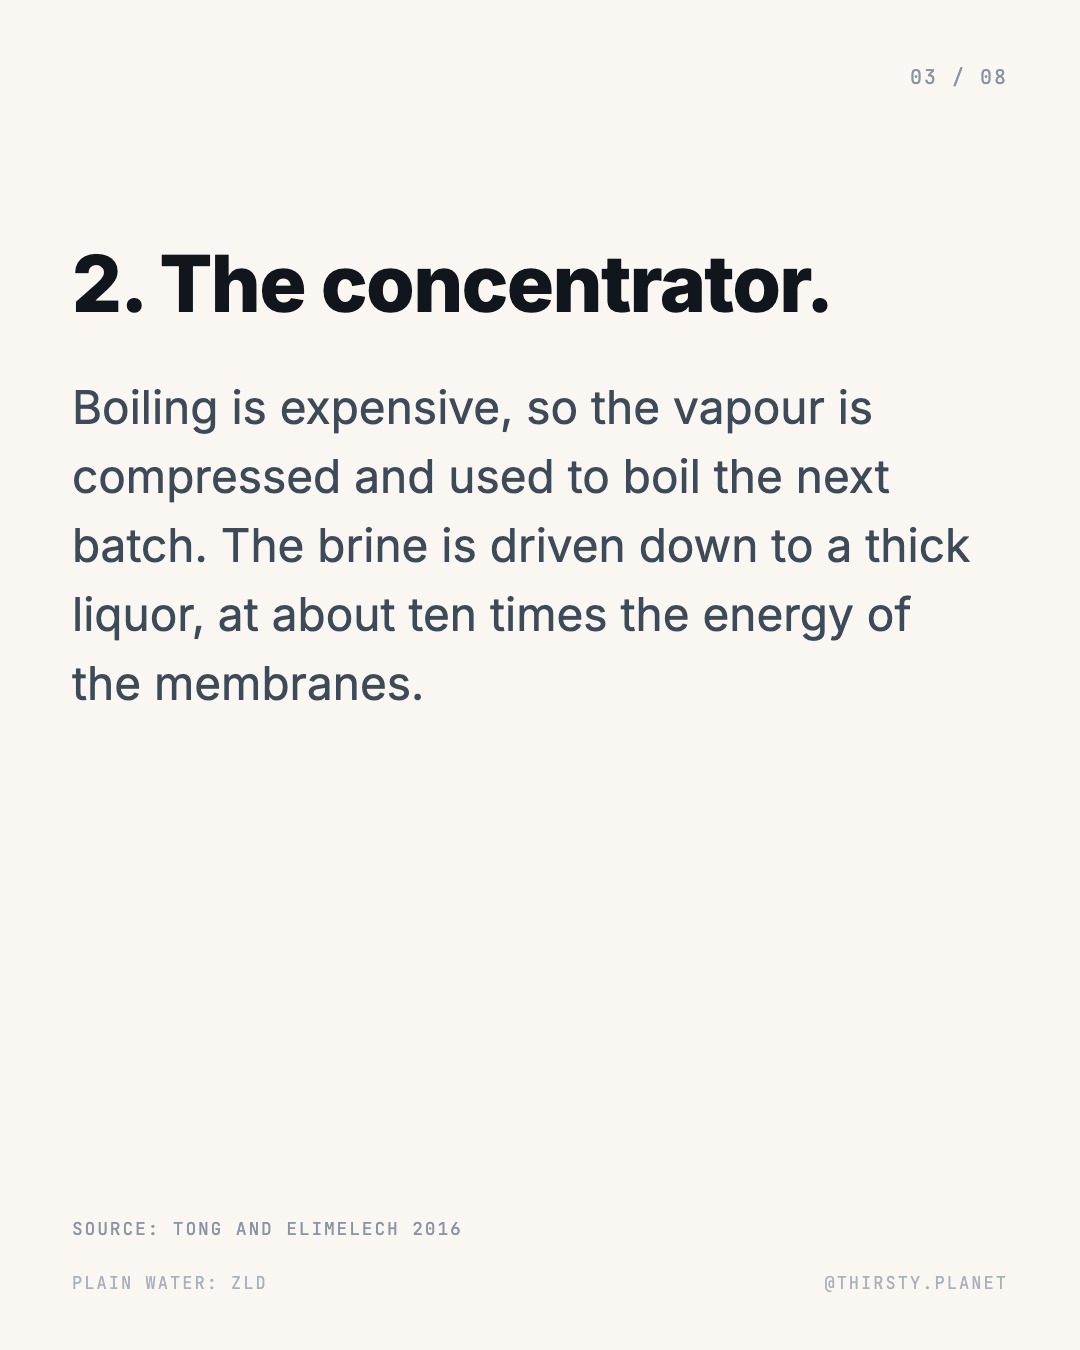 03 / 08
2. The concentrator.
Boiling is expensive, so the vapour is
compressed and used to boil the next
batch. The brine is driven down to a thick
liquor, at about ten times the energy of
the membranes.
SOURCE: TONG AND ELIMELECH 2016
PLAIN WATER: ZLD
@THIRSTY.PLANET